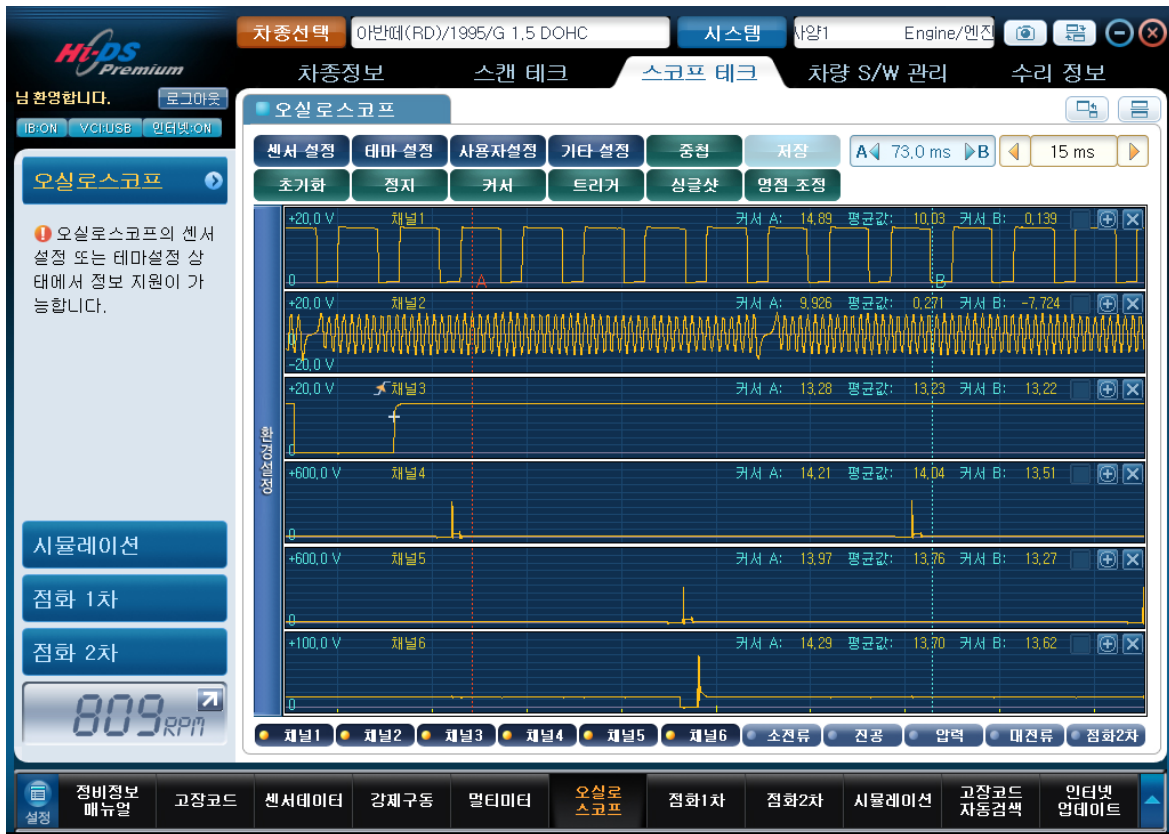 Hi-DS
Premium
차종선택 아반떼(RD)/1995/G 1.5 DOHC 시스템 사양1 Engine/엔진
차종정보 스캔 테크 스코프 테크 차량 S/W 관리 수리 정보
님 환영합니다. 로그아웃
IB:ON VCI:USB 인터넷:ON
오실로스코프
오실로스코프의 센서
설정 또는 테마설정 상
태에서 정보 지원이 가
능합니다.
시뮬레이션
점화 1차
점화 2차
809 RPM
오실로스코프
센서 설정 테마 설정 사용자설정 기타 설정 중첩 저장 A 73.0 ms B 15 ms
초기화 정지 커서 트리거 싱글샷 영점 조정
환경설정
+20.0 V 채널1 커서 A: 14.89 평균값: 10.03 커서 B: 0.139
0 A B
+20.0 V 채널2 커서 A: 9.926 평균값: 0.271 커서 B: -7.724
0
-20.0 V
+20.0 V 채널3 커서 A: 13.28 평균값: 13.23 커서 B: 13.22
0
+600.0 V 채널4 커서 A: 14.21 평균값: 14.04 커서 B: 13.51
0
+600.0 V 채널5 커서 A: 13.97 평균값: 13.76 커서 B: 13.27
0
+100.0 V 채널6 커서 A: 14.29 평균값: 13.70 커서 B: 13.62
0
채널1 채널2 채널3 채널4 채널5 채널6 소전류 진공 압력 대전류 점화2차
설정
정비정보
매뉴얼
고장코드 센서데이터 강제구동 멀티미터
오실로
스코프
점화1차 점화2차 시뮬레이션
고장코드
자동검색
인터넷
업데이트